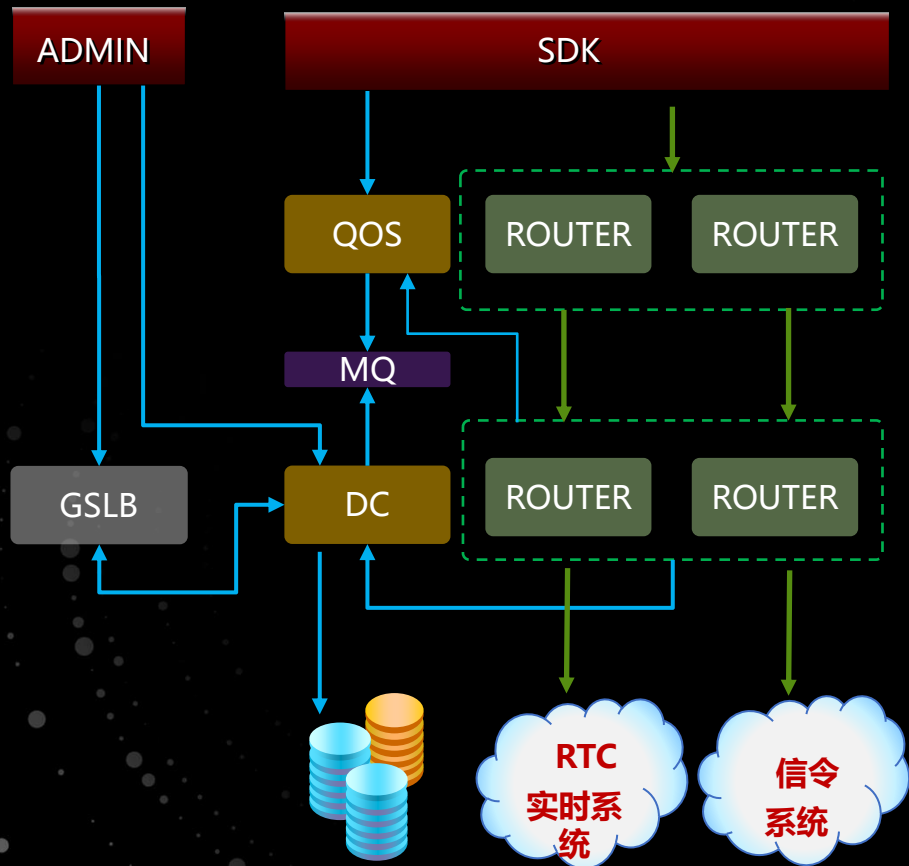 ADMIN
SDK
QOS
ROUTER
ROUTER
MQ
GSLB
DC
ROUTER
ROUTER
RTC
实时系
统
信令
系统